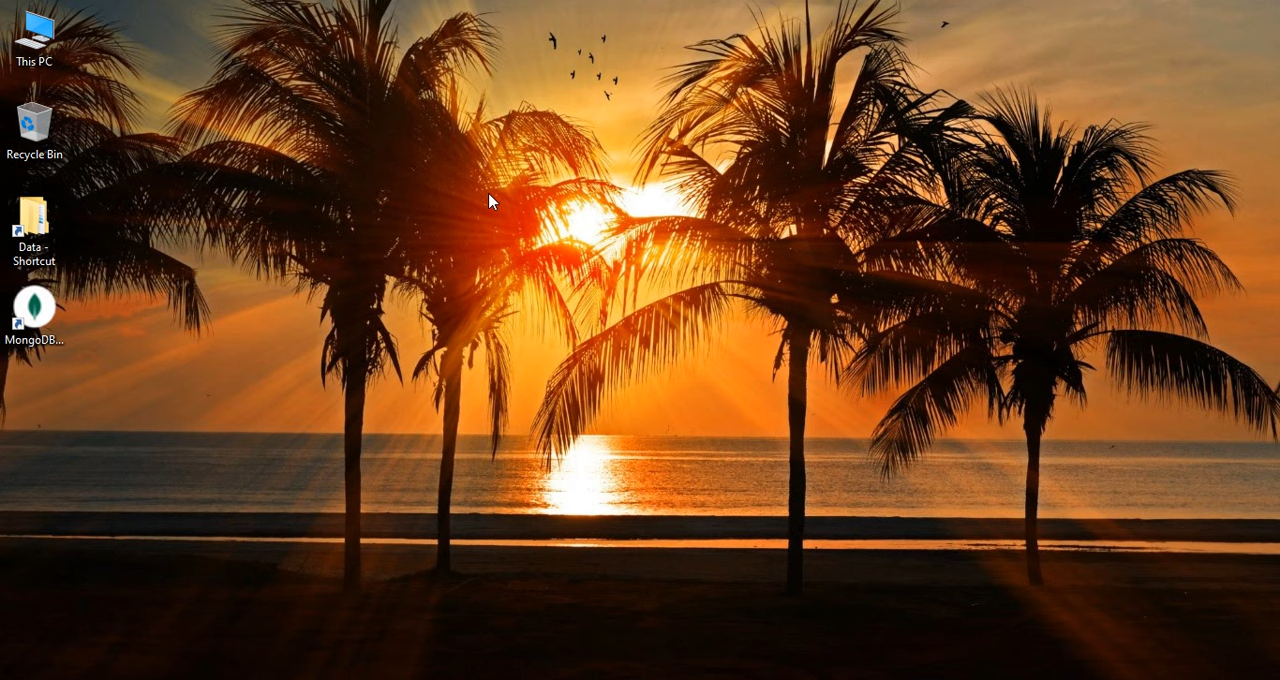 This PC
Recycle Bin
Data -
Shortcut
MongoDB...